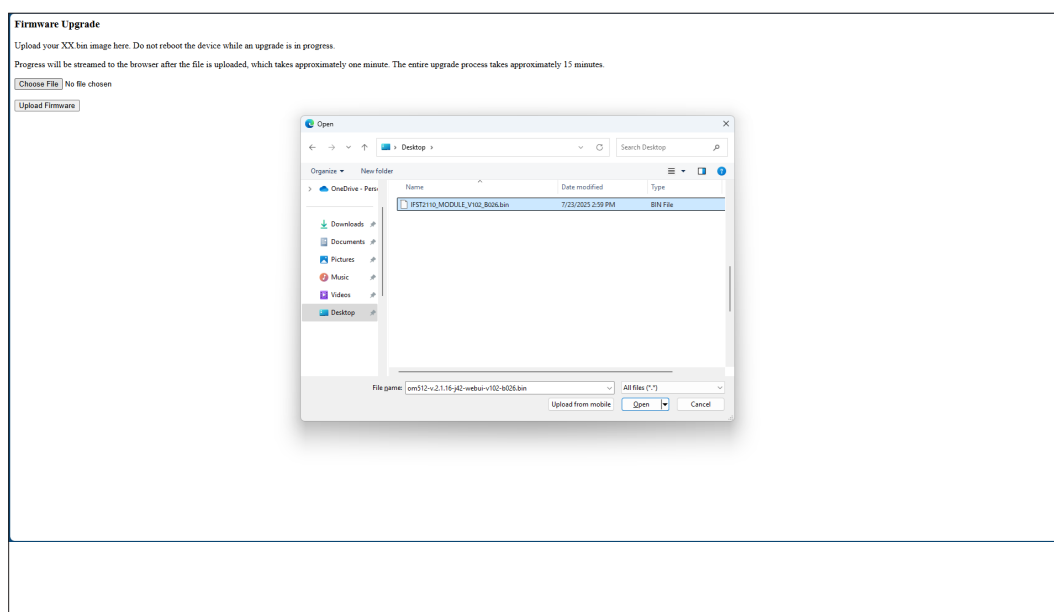 Firmware Upgrade
Upload your XX.bin image here. Do not reboot the device while an upgrade is in progress.
Progress will be streamed to the browser after the file is uploaded, which takes approximately one minute. The entire upgrade process takes approximately 15 minutes.
Choose File No file chosen
Upload Firmware
Open
Desktop
Search Desktop
Organize New folder
Name Date modified Type
OneDrive - Perso
IFST2110_MODULE_V102_B026.bin 7/23/2025 2:59 PM BIN File
Downloads
Documents
Pictures
Music
Videos
Desktop
File name: om512-v.2.1.16-j42-webui-v102-b026.bin All files (*.*)
Upload from mobile Open Cancel